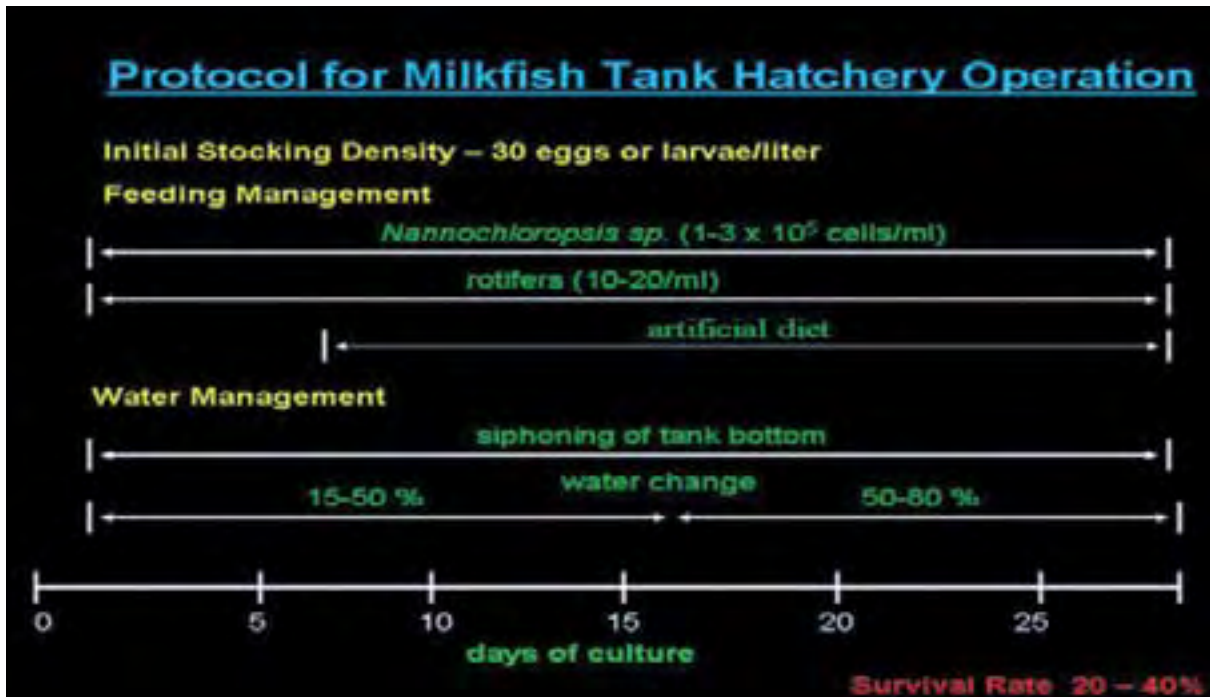 Protocol for Milkfish Tank Hatchery Operation
Initial Stocking Density – 30 eggs or larvae/liter
Feeding Management
Nannochloropsis sp. (1-3 x 10⁵ cells/ml)
rotifers (10-20/ml)
artificial diet
Water Management
siphoning of tank bottom
water change
15-50 % 50-80 %
0 5 10 15 20 25
days of culture
Survival Rate 20 – 40%